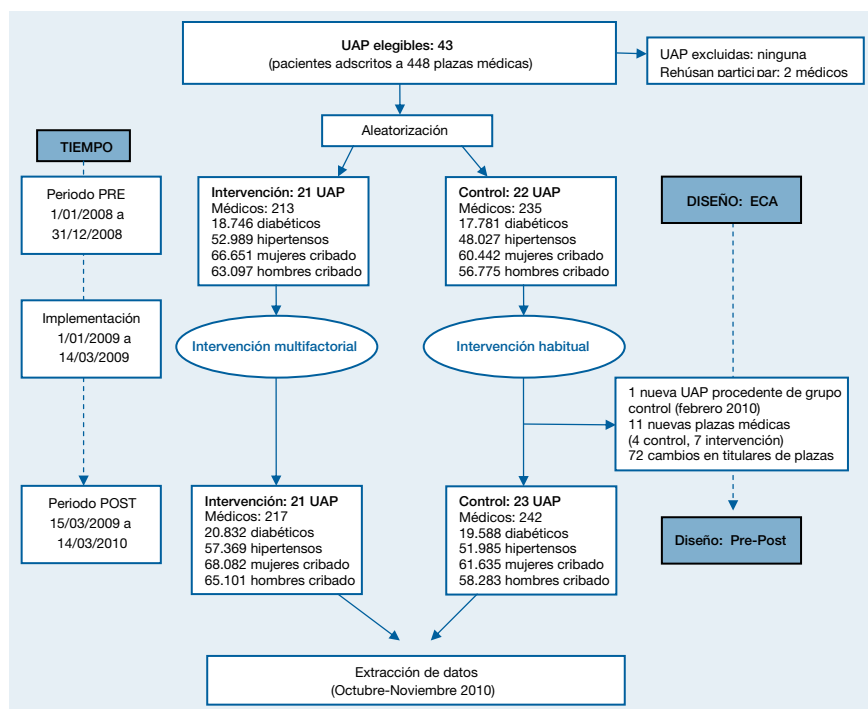 UAP elegibles: 43
(pacientes adscritos a 448 plazas médicas)
UAP excluidas: ninguna
Rehúsan participar: 2 médicos
Aleatorización
TIEMPO
Periodo PRE
1/01/2008 a
31/12/2008
Intervención: 21 UAP
Médicos: 213
18.746 diabéticos
52.989 hipertensos
66.651 mujeres cribado
63.097 hombres cribado
Control: 22 UAP
Médicos: 235
17.781 diabéticos
48.027 hipertensos
60.442 mujeres cribado
56.775 hombres cribado
DISEÑO: ECA
Implementación
1/01/2009 a
14/03/2009
Intervención multifactorial
Intervención habitual
1 nueva UAP procedente de grupo
control (febrero 2010)
11 nuevas plazas médicas
(4 control, 7 intervención)
72 cambios en titulares de plazas
Periodo POST
15/03/2009 a
14/03/2010
Intervención: 21 UAP
Médicos: 217
20.832 diabéticos
57.369 hipertensos
68.082 mujeres cribado
65.101 hombres cribado
Control: 23 UAP
Médicos: 242
19.588 diabéticos
51.985 hipertensos
61.635 mujeres cribado
58.283 hombres cribado
Diseño: Pre-Post
Extracción de datos
(Octubre-Noviembre 2010)